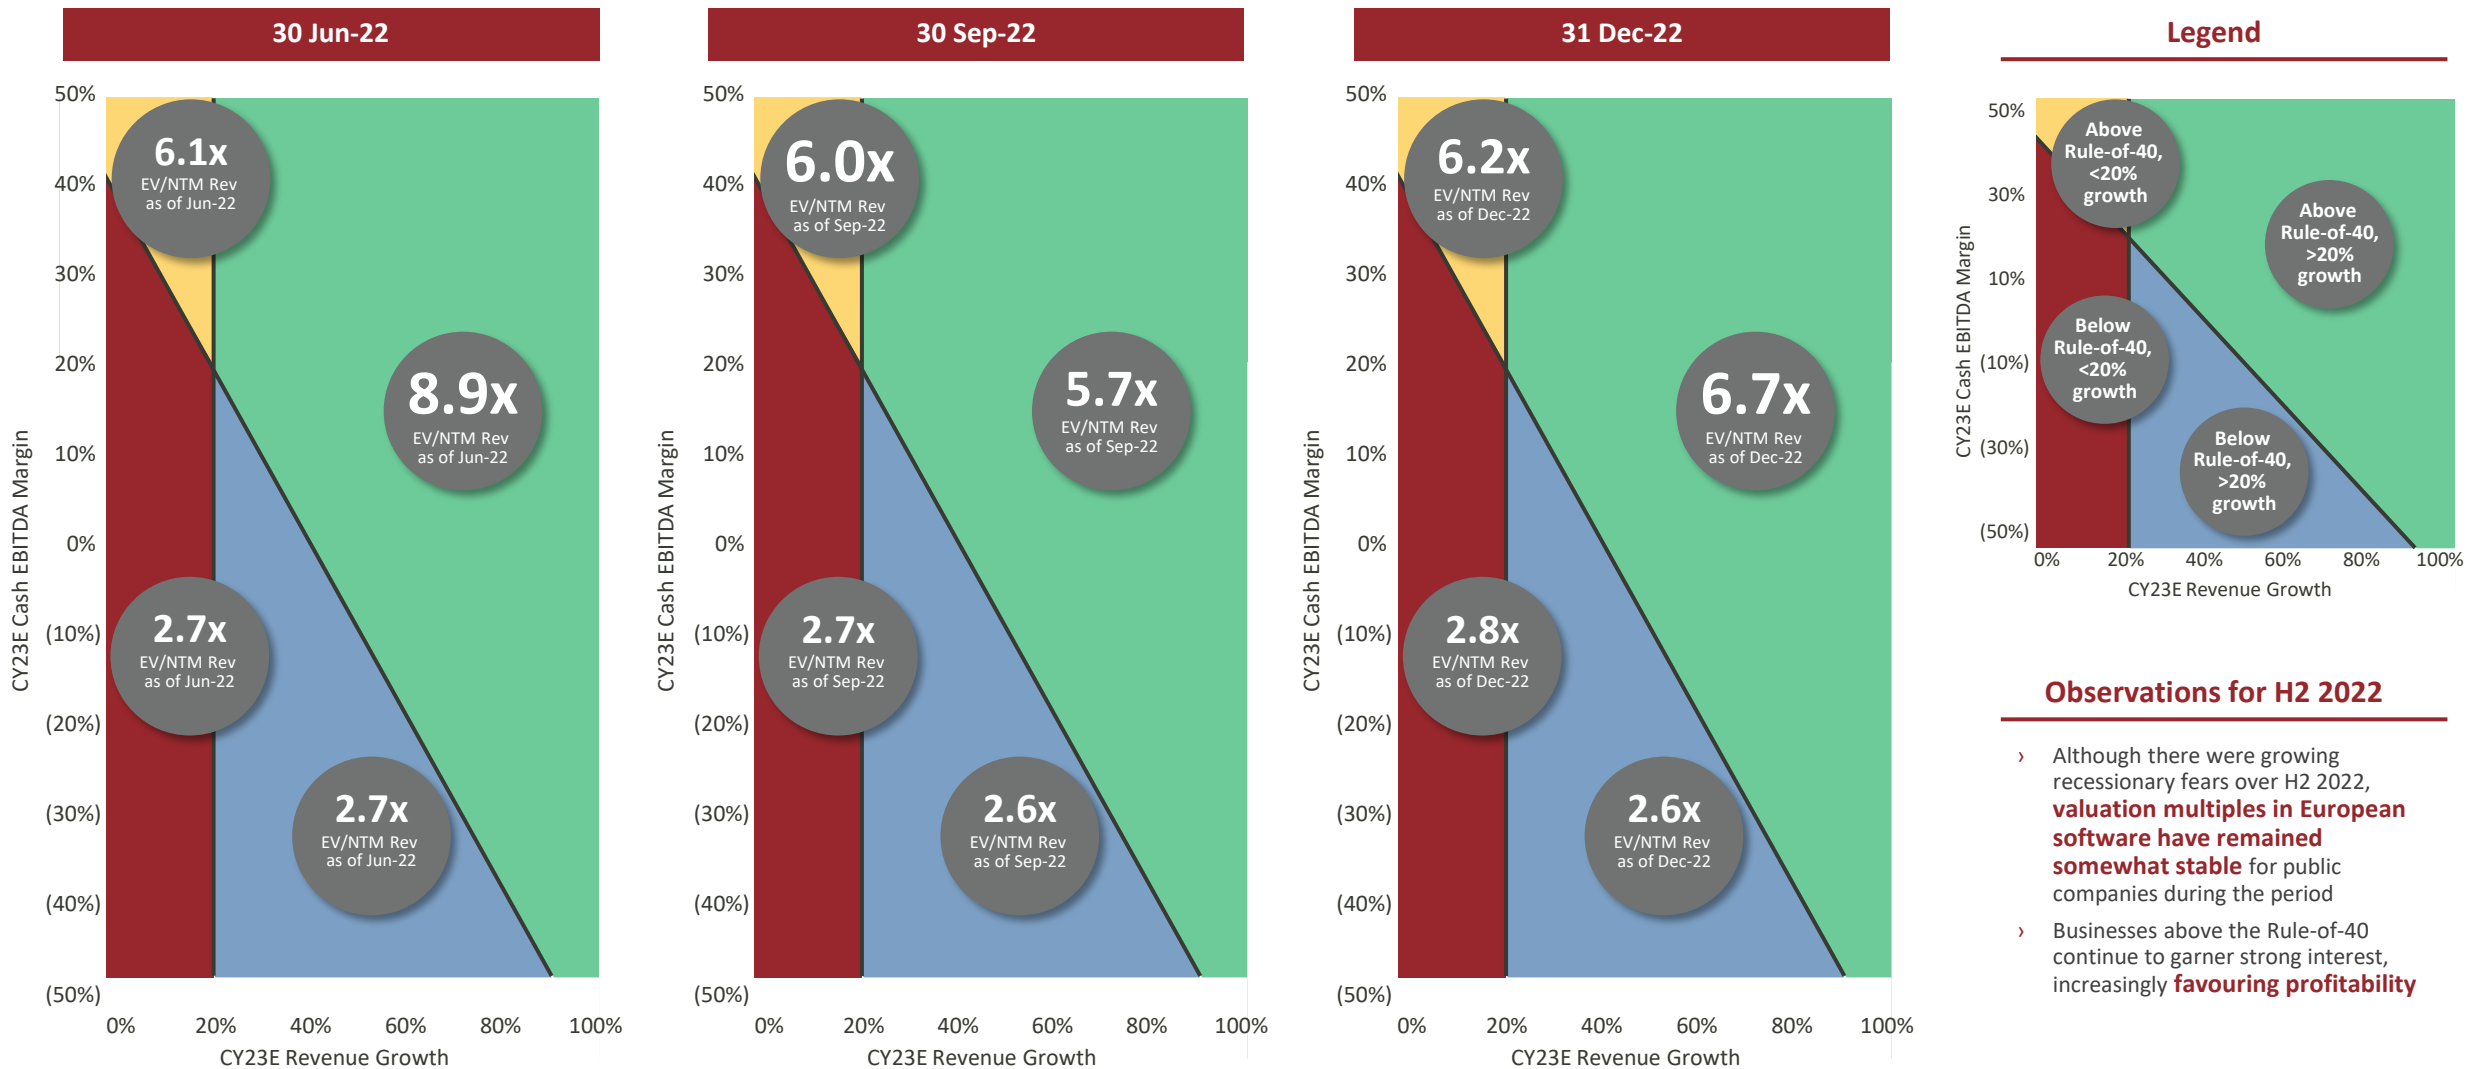 30 Jun-22
50%
40%
30%
20%
10%
0%
(10%)
(20%)
(30%)
(40%)
(50%)
CY23E Cash EBITDA Margin
6.1x
EV/NTM Rev
as of Jun-22
8.9x
EV/NTM Rev
as of Jun-22
2.7x
EV/NTM Rev
as of Jun-22
2.7x
EV/NTM Rev
as of Jun-22
0% 20% 40% 60% 80% 100%
CY23E Revenue Growth
30 Sep-22
50%
40%
30%
20%
10%
0%
(10%)
(20%)
(30%)
(40%)
(50%)
CY23E Cash EBITDA Margin
6.0x
EV/NTM Rev
as of Sep-22
5.7x
EV/NTM Rev
as of Sep-22
2.7x
EV/NTM Rev
as of Sep-22
2.6x
EV/NTM Rev
as of Sep-22
0% 20% 40% 60% 80% 100%
CY23E Revenue Growth
31 Dec-22
50%
40%
30%
20%
10%
0%
(10%)
(20%)
(30%)
(40%)
(50%)
CY23E Cash EBITDA Margin
6.2x
EV/NTM Rev
as of Dec-22
6.7x
EV/NTM Rev
as of Dec-22
2.8x
EV/NTM Rev
as of Dec-22
2.6x
EV/NTM Rev
as of Dec-22
0% 20% 40% 60% 80% 100%
CY23E Revenue Growth
Legend
50%
30%
10%
(10%)
(30%)
(50%)
CY23E Cash EBITDA Margin
Above
Rule-of-40,
<20%
growth
Above
Rule-of-40,
>20%
growth
Below
Rule-of-40,
<20%
growth
Below
Rule-of-40,
>20%
growth
0% 20% 40% 60% 80% 100%
CY23E Revenue Growth
Observations for H2 2022
› Although there were growing
recessionary fears over H2 2022,
valuation multiples in European
software have remained
somewhat stable for public
companies during the period
› Businesses above the Rule-of-40
continue to garner strong interest,
increasingly favouring profitability